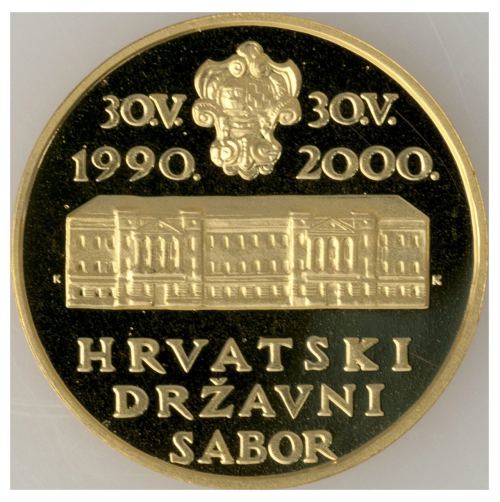 30.V. 30.V.
1990. 2000.
K K
HRVATSKI
DRŽAVNI
SABOR